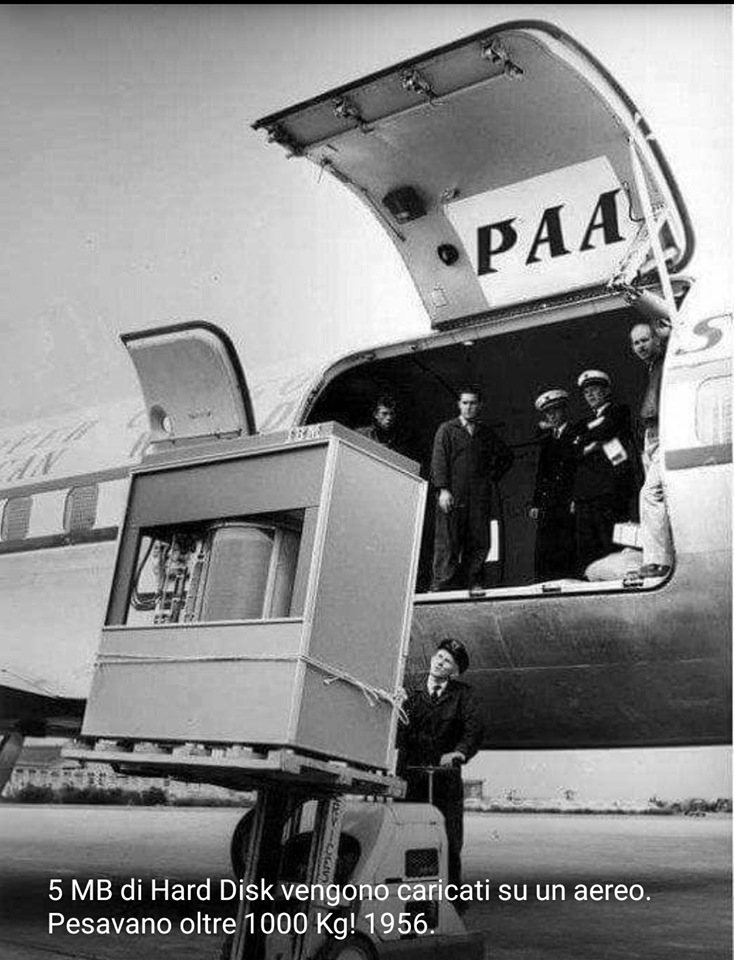 PAA
IBM
5 MB di Hard Disk vengono caricati su un aereo.
Pesavano oltre 1000 Kg! 1956.